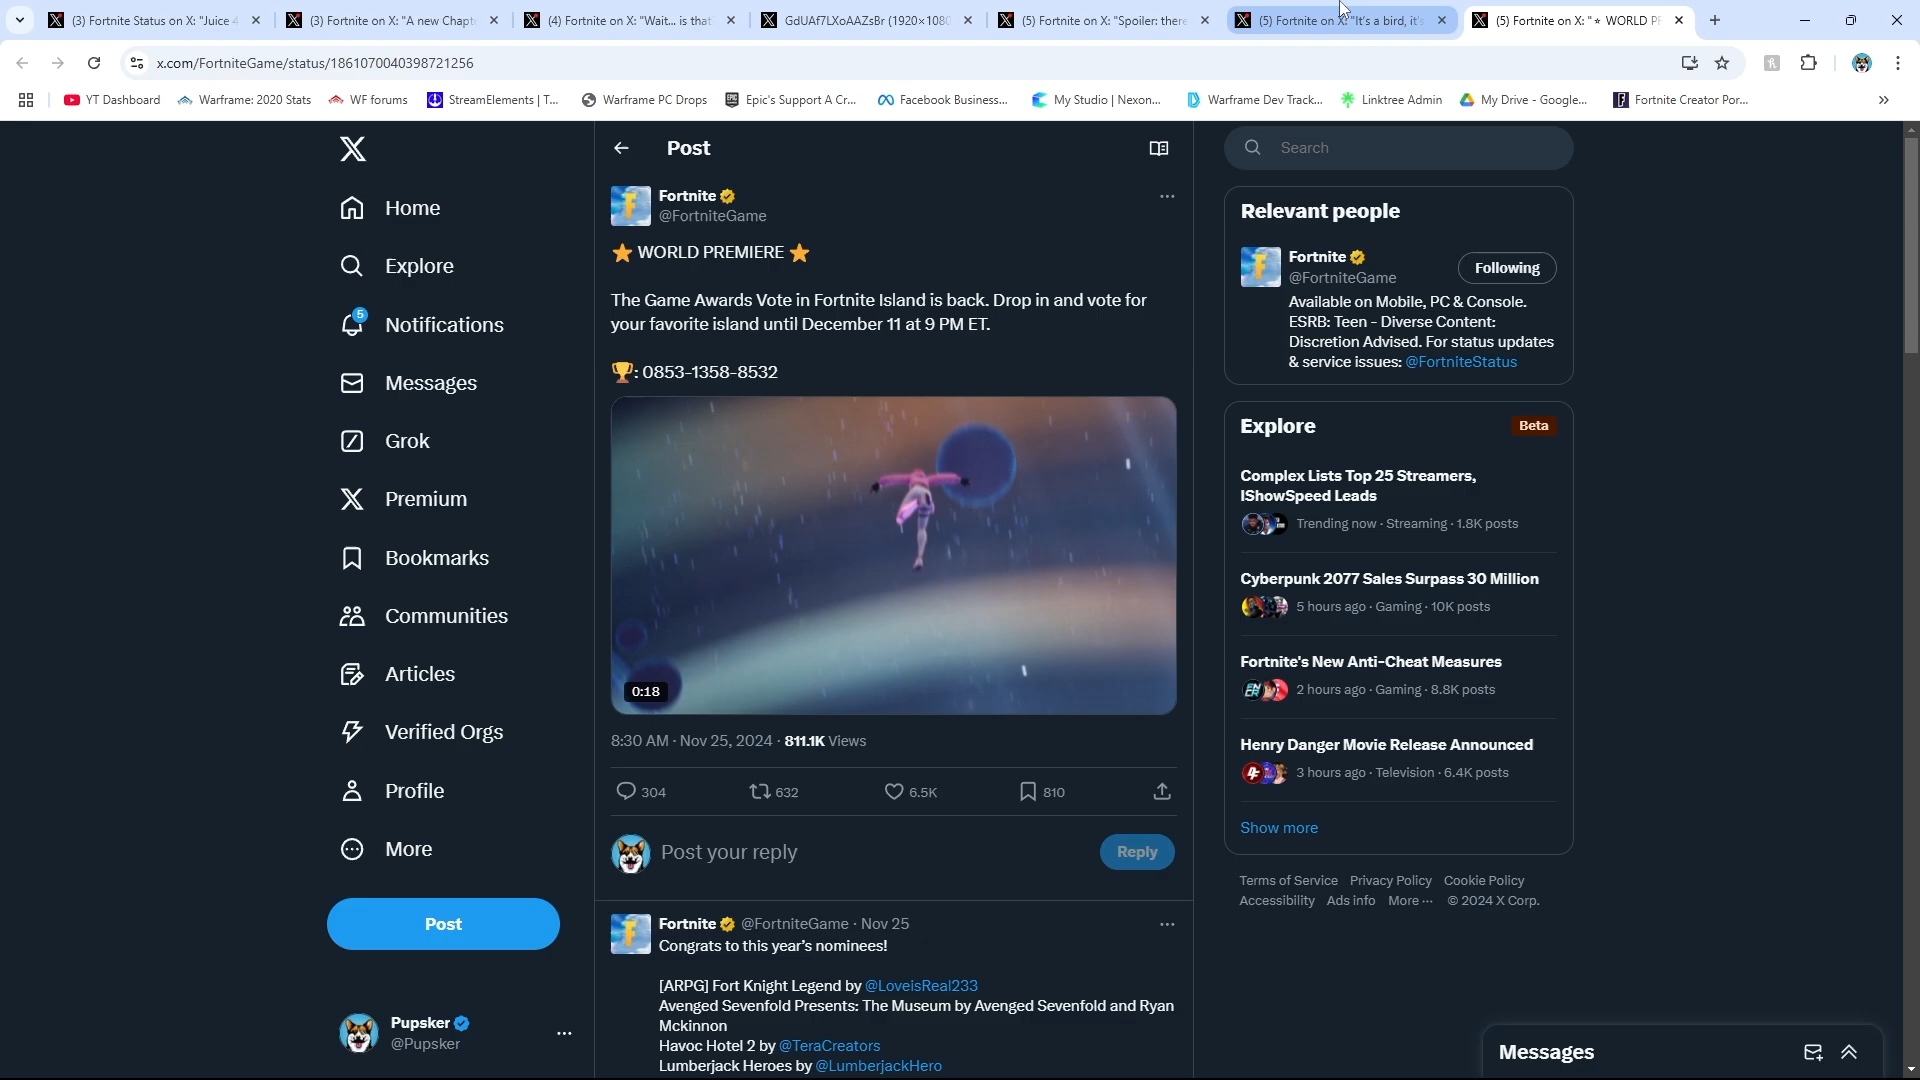 (3) Fortnite Status on X: "Juice 4
(3) Fortnite on X: "A new Chapt
(4) Fortnite on X: "Wait... is that
GdUAf7LXoAAZsBr (1920×1080
(5) Fortnite on X: "Spoiler: there
(5) Fortnite on X: "It's a bird, it's
(5) Fortnite on X: "⭐ WORLD PR
x.com/FortniteGame/status/1861070040398721256
YT Dashboard
Warframe: 2020 Stats
WF forums
StreamElements | T...
Warframe PC Drops
Epic's Support A Cr...
Facebook Business...
My Studio | Nexon...
Warframe Dev Track...
Linktree Admin
My Drive - Google...
Fortnite Creator Por...
Home
Explore
5
Notifications
Messages
Grok
Premium
Bookmarks
Communities
Articles
Verified Orgs
Profile
More
Post
Pupsker
@Pupsker
Post
Fortnite
@FortniteGame
⭐ WORLD PREMIERE ⭐
The Game Awards Vote in Fortnite Island is back. Drop in and vote for
your favorite island until December 11 at 9 PM ET.
🏆: 0853-1358-8532
0:18
8:30 AM · Nov 25, 2024 · 811.1K Views
304
632
6.5K
810
Post your reply
Reply
Fortnite @FortniteGame · Nov 25
Congrats to this year's nominees!
[ARPG] Fort Knight Legend by @LoveisReal233
Avenged Sevenfold Presents: The Museum by Avenged Sevenfold and Ryan
Mckinnon
Havoc Hotel 2 by @TeraCreators
Lumberjack Heroes by @LumberjackHero
Search
Relevant people
Fortnite
@FortniteGame
Following
Available on Mobile, PC & Console.
ESRB: Teen - Diverse Content:
Discretion Advised. For status updates
& service issues: @FortniteStatus
Explore
Beta
Complex Lists Top 25 Streamers,
IShowSpeed Leads
Trending now · Streaming · 1.8K posts
Cyberpunk 2077 Sales Surpass 30 Million
5 hours ago · Gaming · 10K posts
Fortnite's New Anti-Cheat Measures
2 hours ago · Gaming · 8.8K posts
Henry Danger Movie Release Announced
3 hours ago · Television · 6.4K posts
Show more
Terms of Service Privacy Policy Cookie Policy
Accessibility Ads info More ··· © 2024 X Corp.
Messages